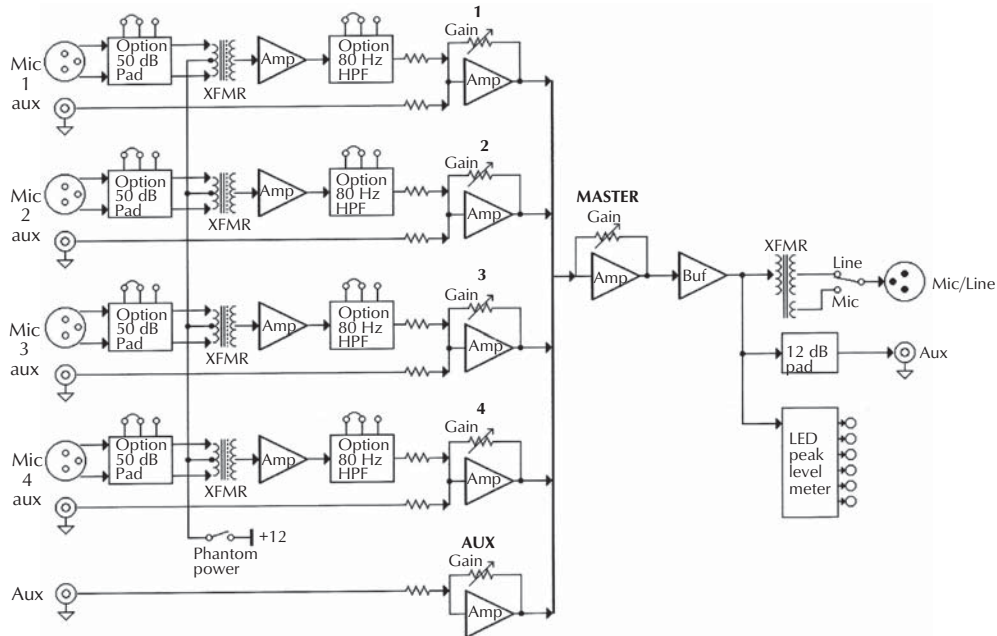 1
Gain
Mic
1
aux
Option
50 dB
Pad
XFMR
Amp
Option
80 Hz
HPF
Amp
2
Gain
Mic
2
aux
Option
50 dB
Pad
XFMR
Amp
Option
80 Hz
HPF
Amp
3
Gain
Mic
3
aux
Option
50 dB
Pad
XFMR
Amp
Option
80 Hz
HPF
Amp
4
Gain
Mic
4
aux
Option
50 dB
Pad
XFMR
Amp
Option
80 Hz
HPF
Amp
+12
Phantom
power
AUX
Gain
Aux
Amp
MASTER
Gain
Amp
Buf
XFMR
Line
Mic
Mic/Line
12 dB
pad
Aux
LED
peak
level
meter